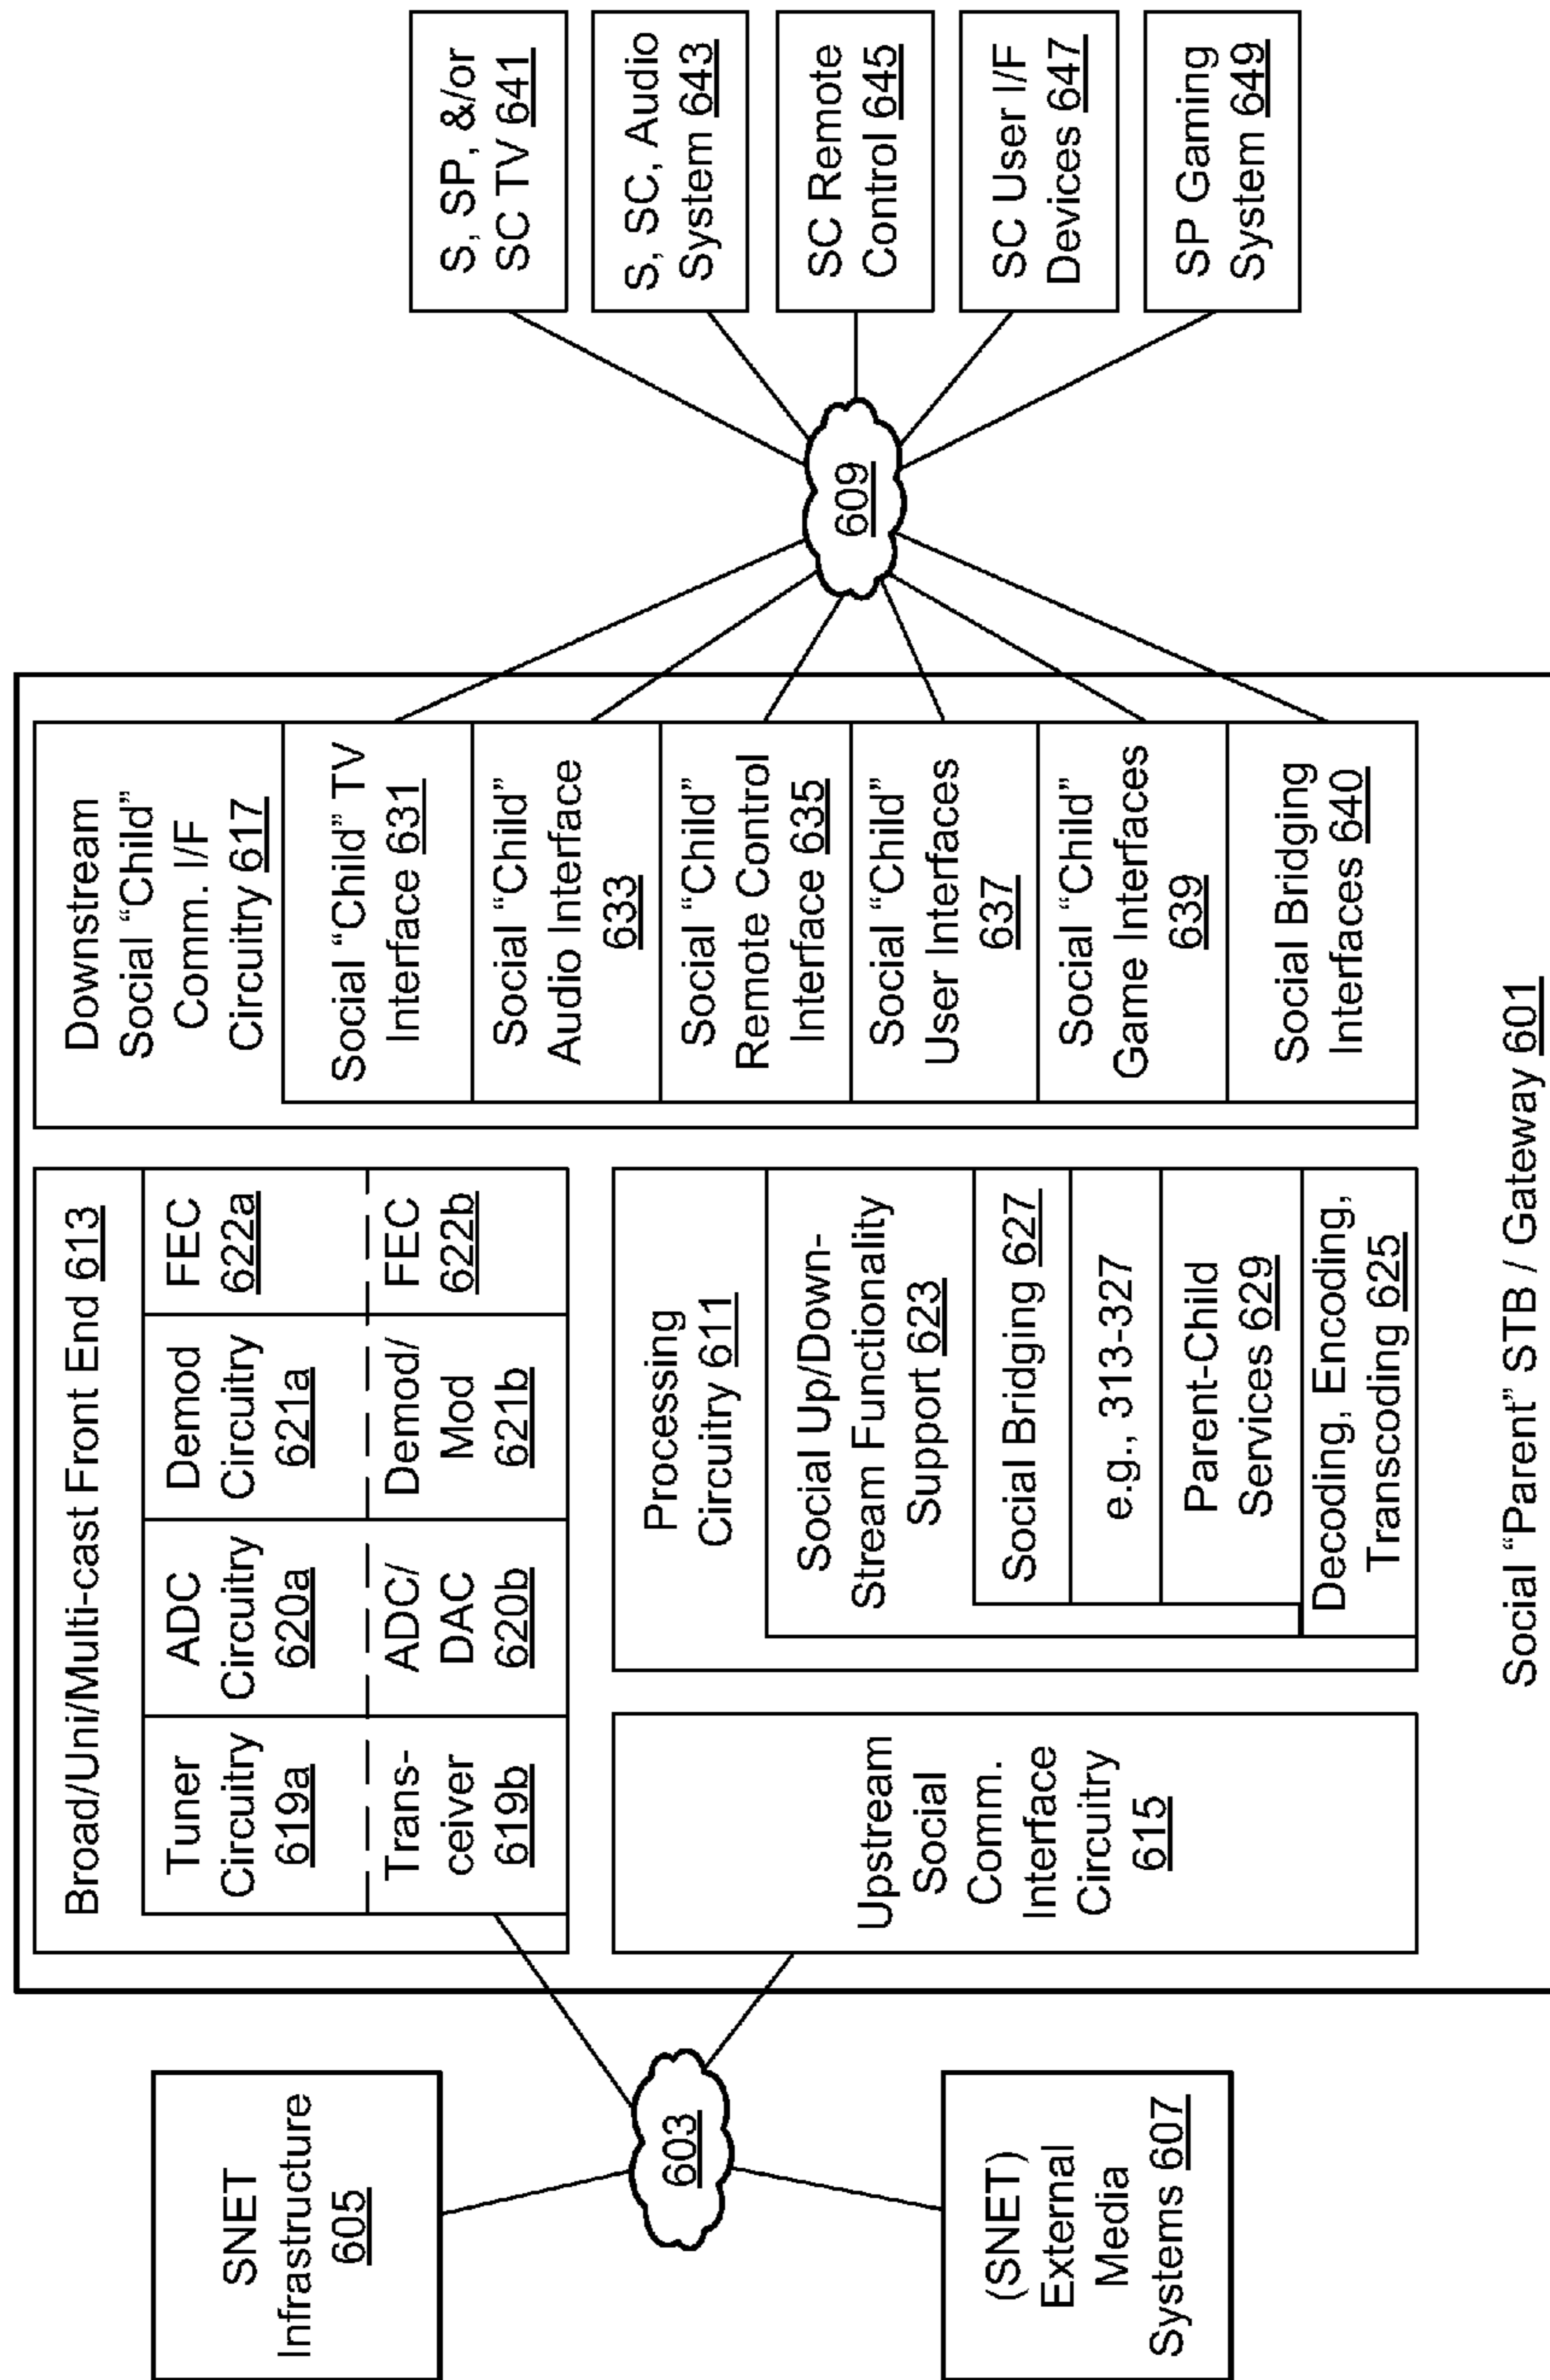 SNET
Infrastructure
605
(SNET)
External
Media
Systems 607
603
Broad/Uni/Multi-cast Front End 613
Tuner
Circuitry
619a
ADC
Circuitry
620a
Demod
Circuitry
621a
FEC
622a
Trans-
ceiver
619b
ADC/
DAC
620b
Demod/
Mod
621b
FEC
622b
Upstream
Social
Comm.
Interface
Circuitry
615
Processing
Circuitry 611
Social Up/Down-
Stream Functionality
Support 623
Social Bridging 627
e.g., 313-327
Parent-Child
Services 629
Decoding, Encoding,
Transcoding 625
Downstream
Social “Child”
Comm. I/F
Circuitry 617
Social “Child” TV
Interface 631
Social “Child”
Audio Interface
633
Social “Child”
Remote Control
Interface 635
Social “Child”
User Interfaces
637
Social “Child”
Game Interfaces
639
Social Bridging
Interfaces 640
Social “Parent” STB / Gateway 601
609
S, SP, &/or
SC TV 641
S, SC, Audio
System 643
SC Remote
Control 645
SC User I/F
Devices 647
SP Gaming
System 649